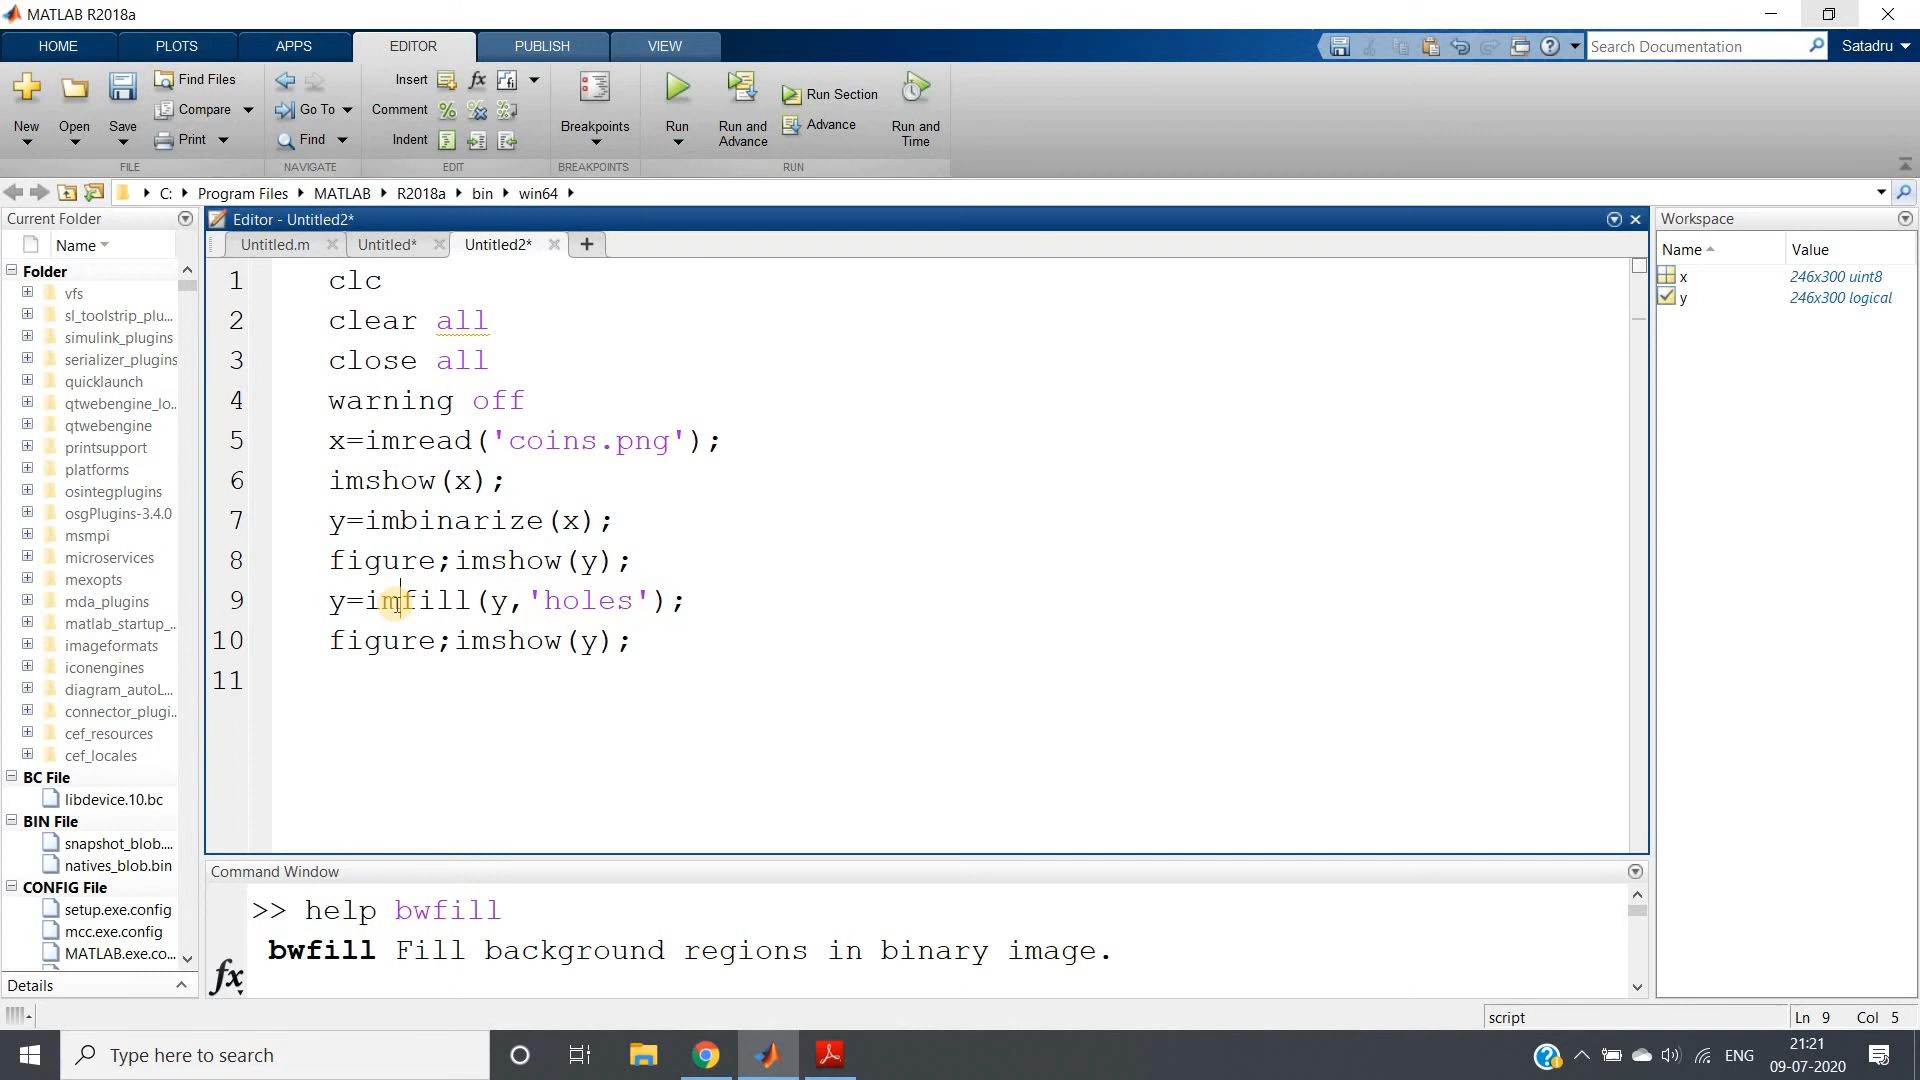 MATLAB R2018a
HOME PLOTS APPS EDITOR PUBLISH VIEW Search Documentation Satadru
New Open Save Find Files Compare Print Go To Find Insert fx Comment Indent Breakpoints Run Run and Advance Run Section Advance Run and Time
FILE NAVIGATE EDIT BREAKPOINTS RUN
C: Program Files MATLAB R2018a bin win64
Current Folder
Name
Folder
vfs
sl_toolstrip_plu...
simulink_plugins
serializer_plugins
quicklaunch
qtwebengine_lo..
qtwebengine
printsupport
platforms
osintegplugins
osgPlugins-3.4.0
msmpi
microservices
mexopts
mda_plugins
matlab_startup_..
imageformats
iconengines
diagram_autoL...
connector_plugi..
cef_resources
cef_locales
BC File
libdevice.10.bc
BIN File
snapshot_blob....
natives_blob.bin
CONFIG File
setup.exe.config
mcc.exe.config
MATLAB.exe.co...
Details
Editor - Untitled2*
Untitled.m Untitled* Untitled2* +
1 clc
2 clear all
3 close all
4 warning off
5 x=imread('coins.png');
6 imshow(x);
7 y=imbinarize(x);
8 figure;imshow(y);
9 y=imfill(y,'holes');
10 figure;imshow(y);
11
Command Window
>> help bwfill
bwfill Fill background regions in binary image.
fx
Workspace
Name Value
x 246x300 uint8
y 246x300 logical
script Ln 9 Col 5
Type here to search
ENG
21:21
09-07-2020